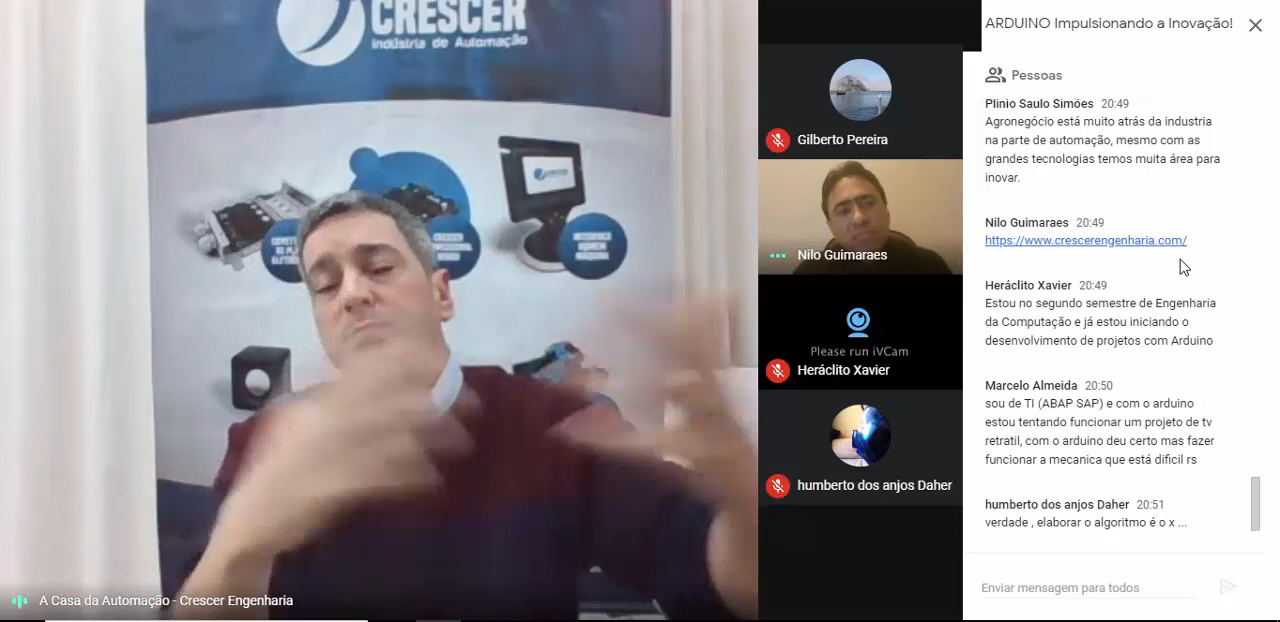 CRESCER
Indústria de Automação
CRESCER
A Casa da Automação - Crescer Engenharia
Gilberto Pereira
Nilo Guimaraes
Please run iVCam
Heráclito Xavier
humberto dos anjos Daher
ARDUINO Impulsionando a Inovação!
Pessoas
Plinio Saulo Simões 20:49
Agronegócio está muito atrás da industria
na parte de automação, mesmo com as
grandes tecnologias temos muita área para
inovar.
Nilo Guimaraes 20:49
https://www.crescerengenharia.com/
Heráclito Xavier 20:49
Estou no segundo semestre de Engenharia
da Computação e já estou iniciando o
desenvolvimento de projetos com Arduino
Marcelo Almeida 20:50
sou de TI (ABAP SAP) e com o arduino
estou tentando funcionar um projeto de tv
retratil, com o arduino deu certo mas fazer
funcionar a mecanica que está dificil rs
humberto dos anjos Daher 20:51
verdade , elaborar o algoritmo é o x ...
Enviar mensagem para todos